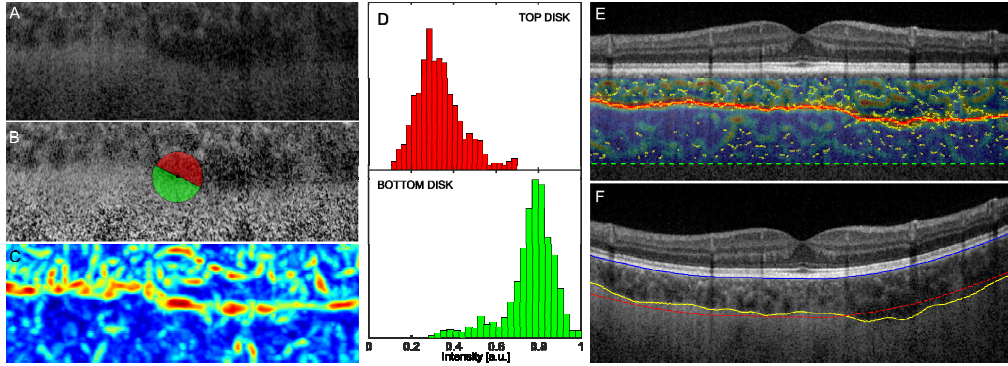 A
B
C
D
TOP DISK
BOTTOM DISK
0 0.2 0.4 0.6 0.8 1
Intensity [a.u.]
E
F